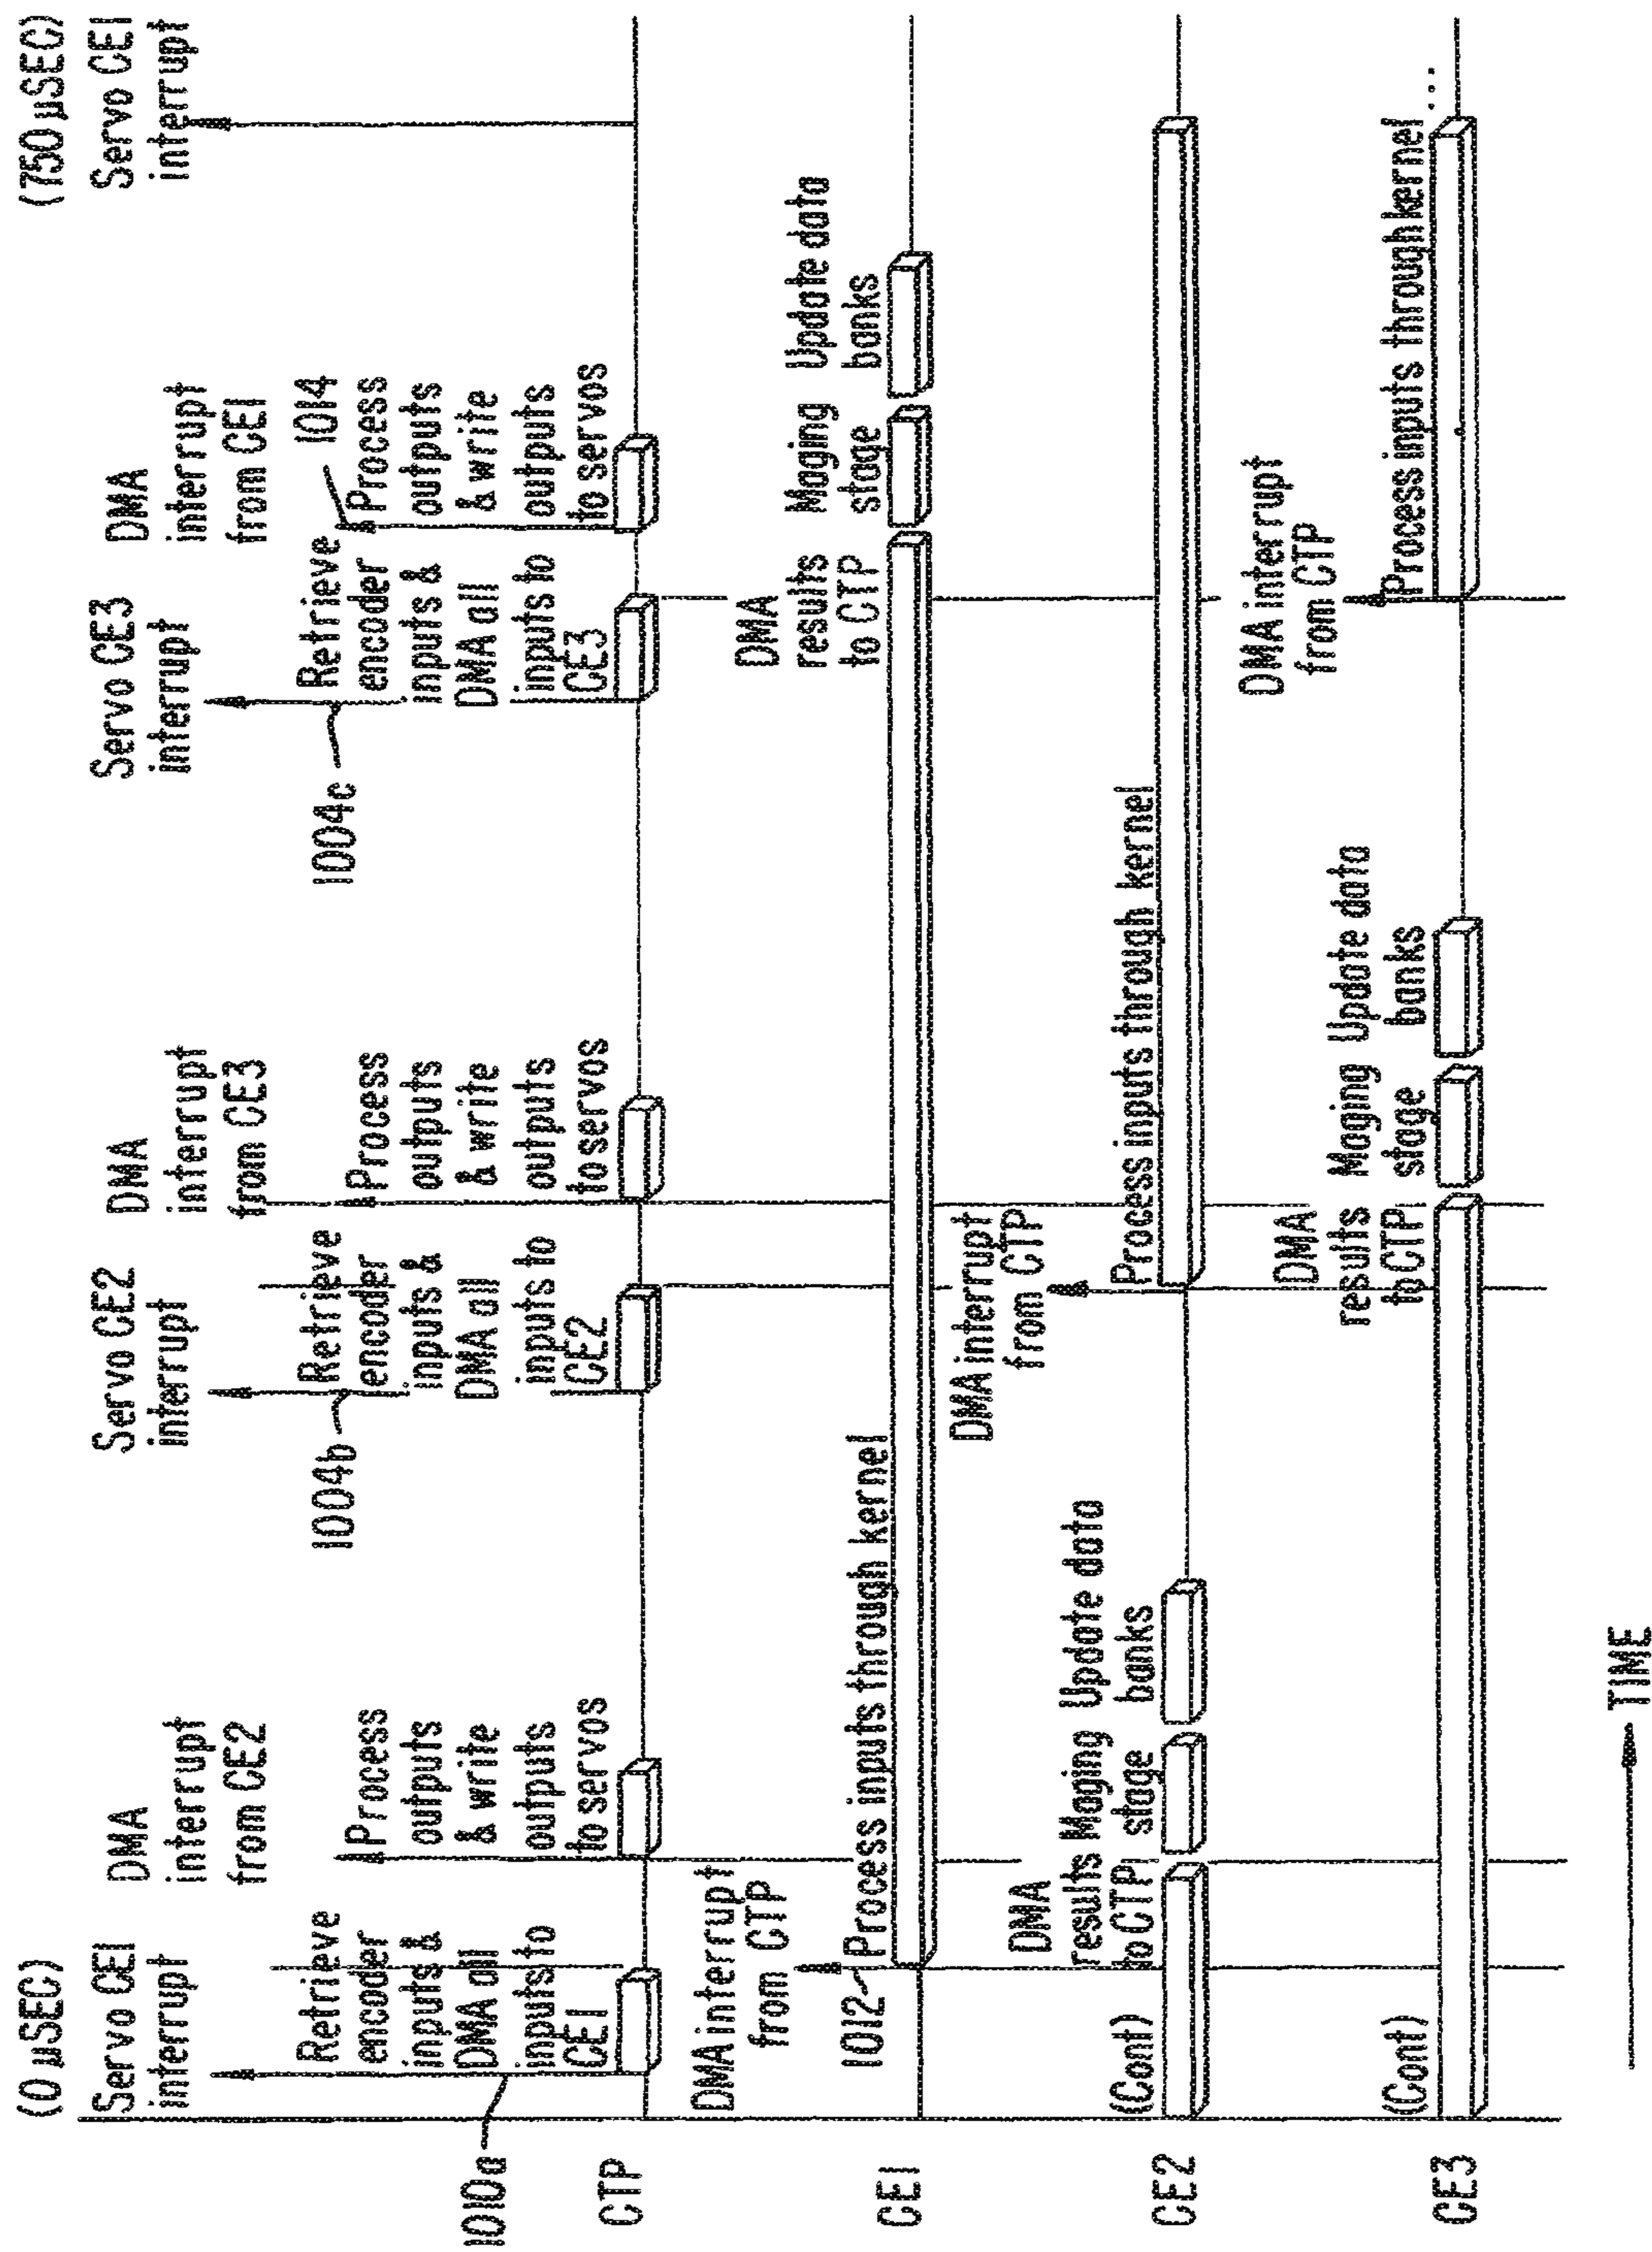 (0 µSEC)
Servo CE1
interrupt
DMA
interrupt
from CE2
Servo CE2
interrupt
DMA
interrupt
from CE3
Servo CE3
interrupt
DMA
interrupt
from CE1
(750 µSEC)
Servo CE1
interrupt
1010a
Retrieve
encoder
inputs &
DMA all
inputs to
CE1
Process
outputs
& write
outputs
to servos
1004b
Retrieve
encoder
inputs &
DMA all
inputs to
CE2
Process
outputs
& write
outputs
to servos
1004c
Retrieve
encoder
inputs &
DMA all
inputs to
CE3
1014
Process
outputs
& write
outputs
to servos
CTP
DMA interrupt
from CTP
1012
Process inputs through kernel
DMA
results
to CTP
Moging
stage
Update data
banks
CE1
(Cont)
DMA
results
to CTP
Moging
stage
Update data
banks
DMA interrupt
from CTP
Process inputs through kernel
CE2
(Cont)
DMA
results
to CTP
Moging
stage
Update data
banks
DMA interrupt
from CTP
Process inputs through kernel...
CE3
TIME